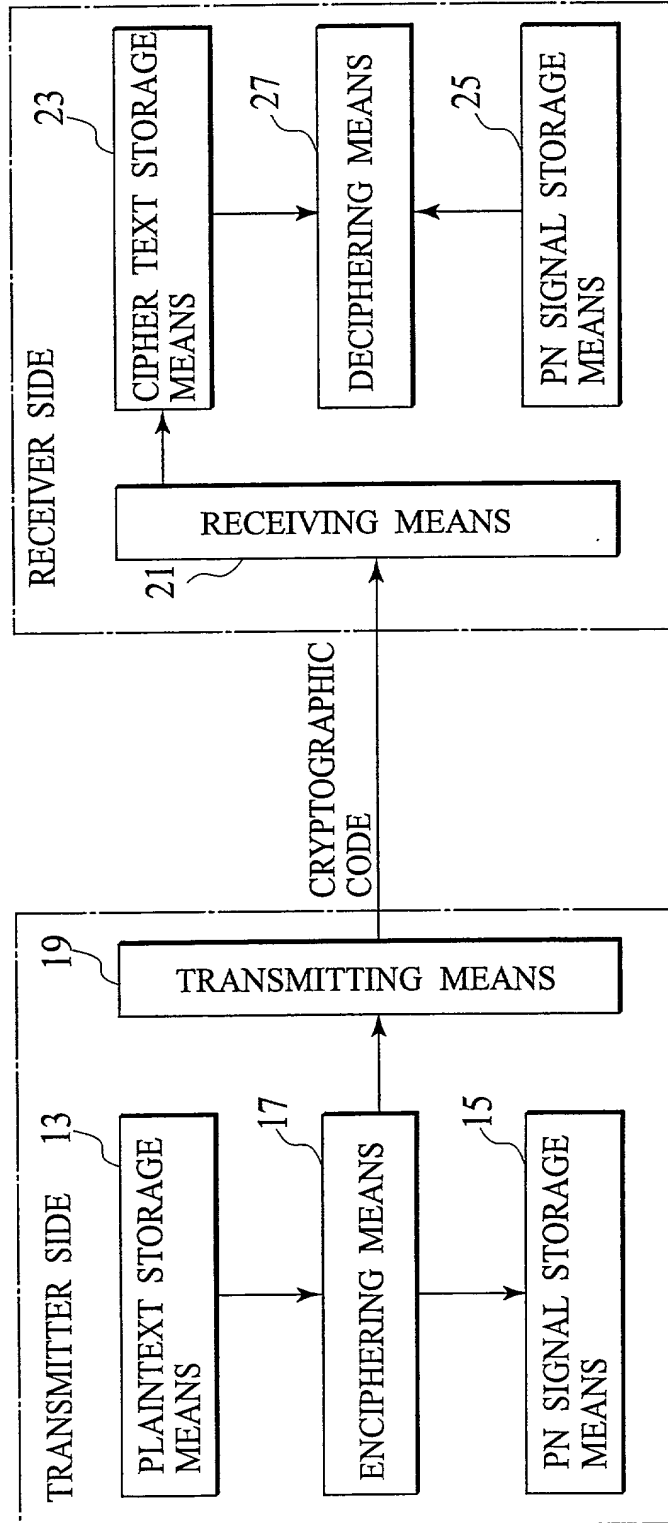 TRANSMITTER SIDE
13
PLAINTEXT STORAGE
MEANS
17
ENCIPHERING MEANS
15
PN SIGNAL STORAGE
MEANS
19
TRANSMITTING MEANS
CRYPTOGRAPHIC
CODE
RECEIVER SIDE
21
RECEIVING MEANS
23
CIPHER TEXT STORAGE
MEANS
27
DECIPHERING MEANS
25
PN SIGNAL STORAGE
MEANS